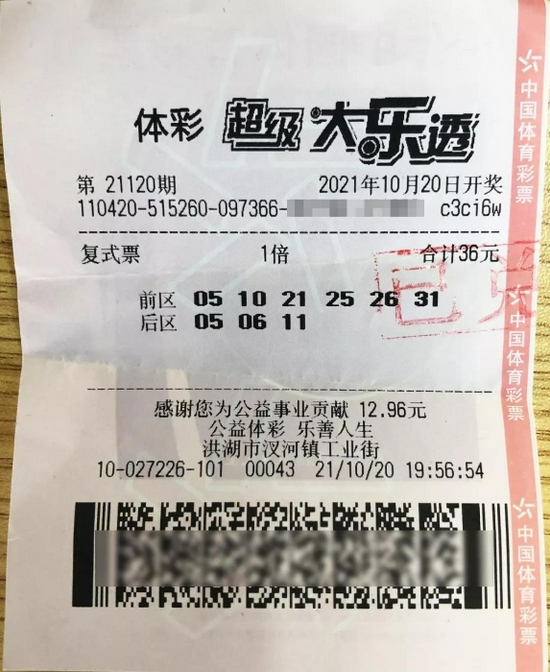 体彩 超级大乐透
第 21120期 2021年10月20日开奖
110420-515260-097366- c3ci6w
复式票 1倍 合计36元
前区 05 10 21 25 26 31
后区 05 06 11
已兑
感谢您为公益事业贡献 12.96元
公益体彩 乐善人生
洪湖市汊河镇工业街
10-027226-101 00043 21/10/20 19:56:54
中国体育彩票
中国体育彩票
中国体育彩票